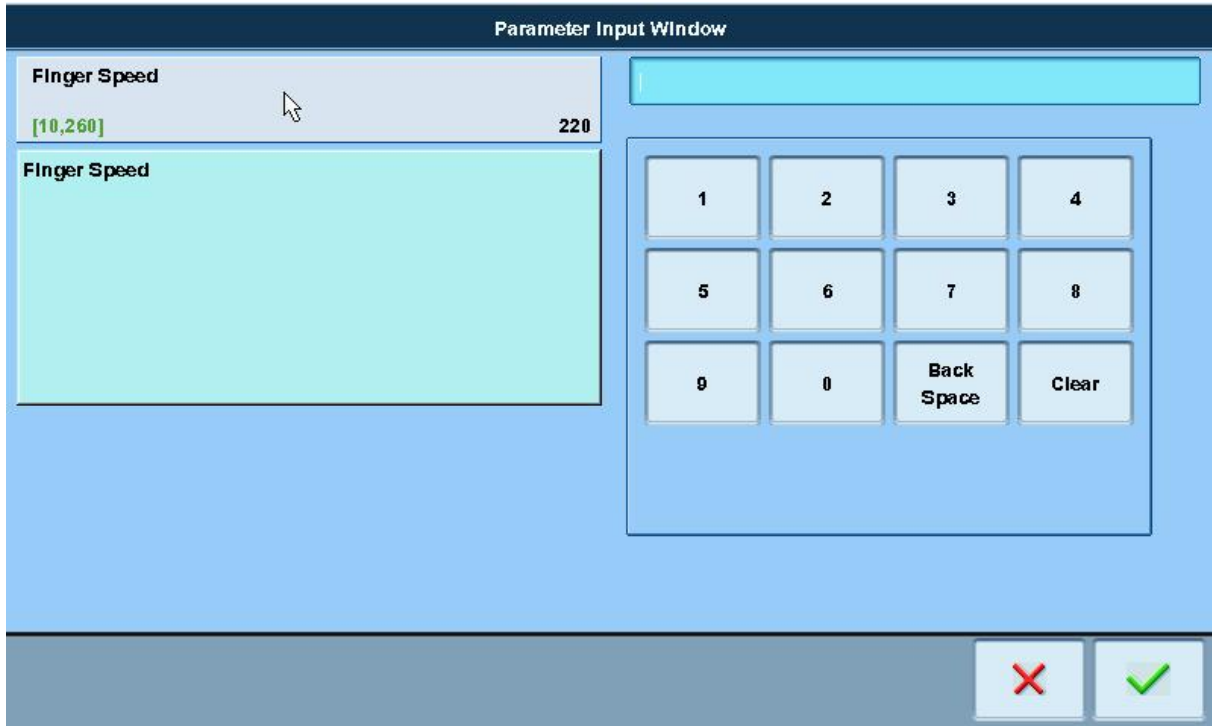 Parameter Input Window
Finger Speed
[10,260] 220
Finger Speed
1 2 3 4
5 6 7 8
9 0 Back Space Clear